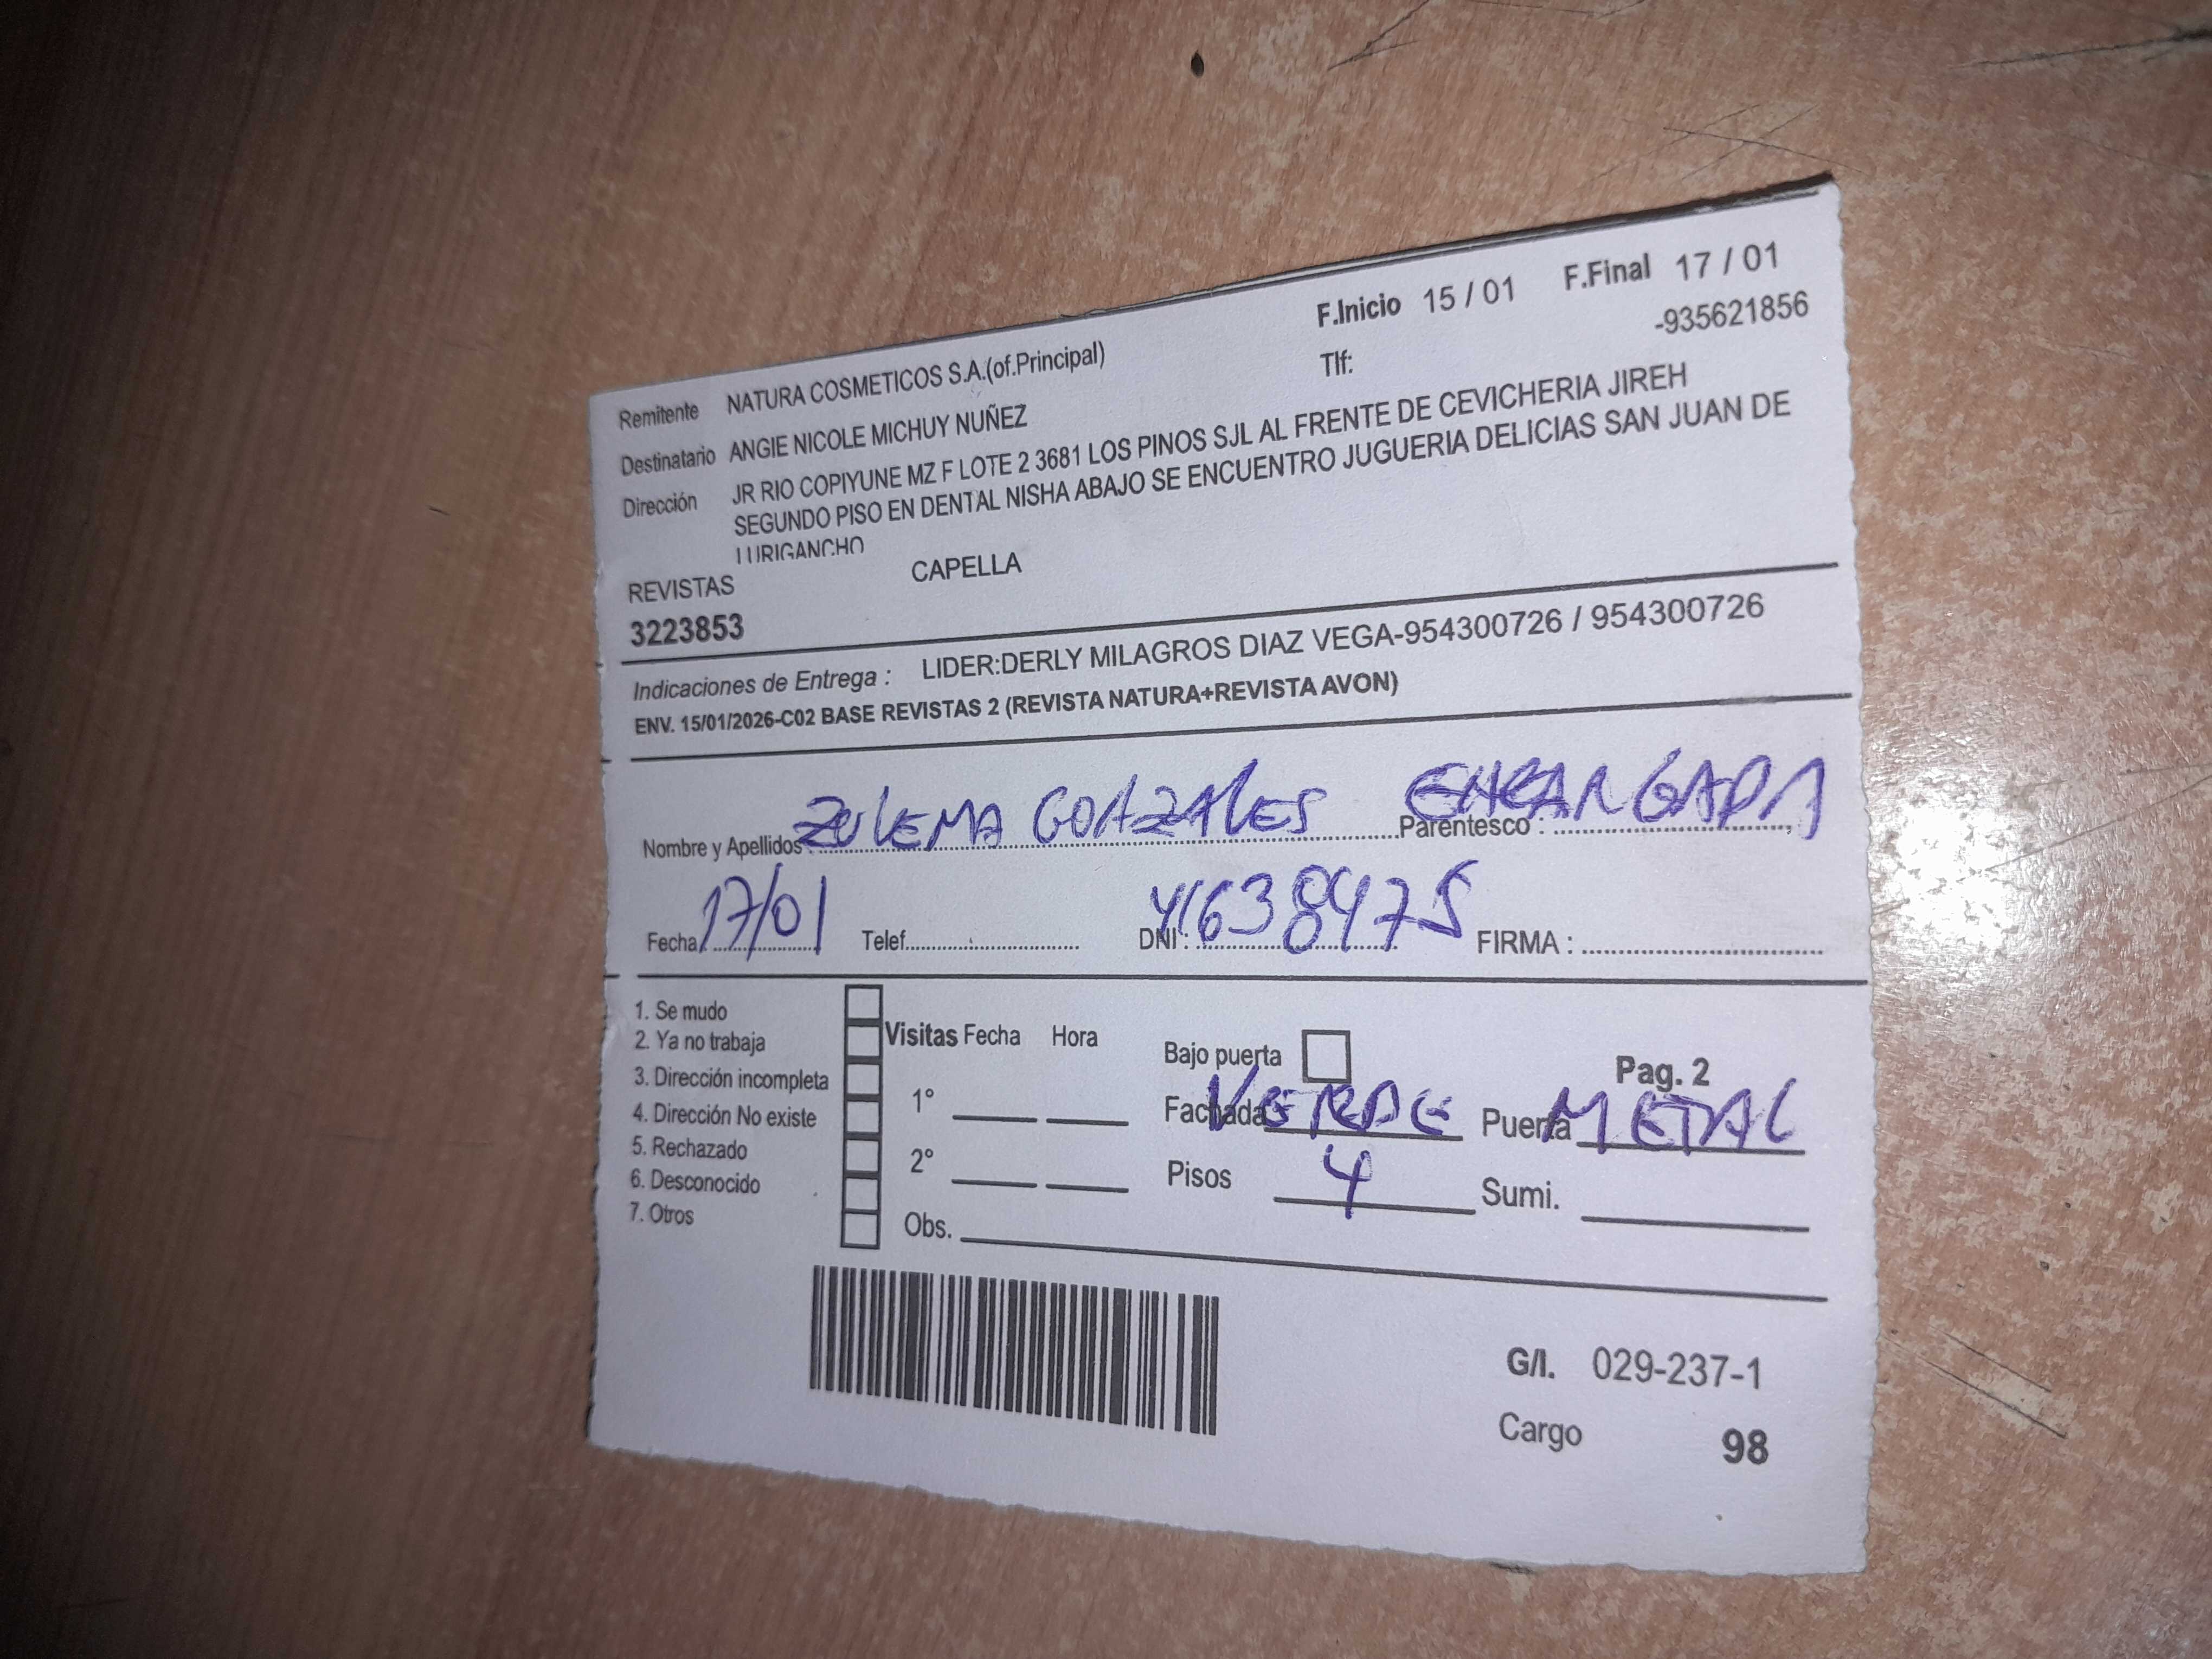 F.Inicio 15 / 01 F.Final 17 / 01
Remitente NATURA COSMETICOS S.A.(of.Principal) Tlf: -935621856
Destinatario ANGIE NICOLE MICHUY NUÑEZ
Dirección JR RIO COPIYUNE MZ F LOTE 2 3681 LOS PINOS SJL AL FRENTE DE CEVICHERIA JIREH
SEGUNDO PISO EN DENTAL NISHA ABAJO SE ENCUENTRO JUGUERIA DELICIAS SAN JUAN DE
LURIGANCHO
REVISTAS CAPELLA
3223853
Indicaciones de Entrega : LIDER:DERLY MILAGROS DIAZ VEGA-954300726 / 954300726
ENV. 15/01/2026-C02 BASE REVISTAS 2 (REVISTA NATURA+REVISTA AVON)
Nombre y Apellidos : ZULEMA GONZALES Parentesco : ENCARGADA
Fecha 17/01 Telef. DNI : 41638475 FIRMA :
1. Se mudo
2. Ya no trabaja
3. Dirección incompleta
4. Dirección No existe
5. Rechazado
6. Desconocido
7. Otros
Visitas Fecha Hora
1°
2°
Obs.
Bajo puerta Pag. 2
Fachada VERDE Puerta METAL
Pisos 4 Sumi.
G/I. 029-237-1
Cargo 98